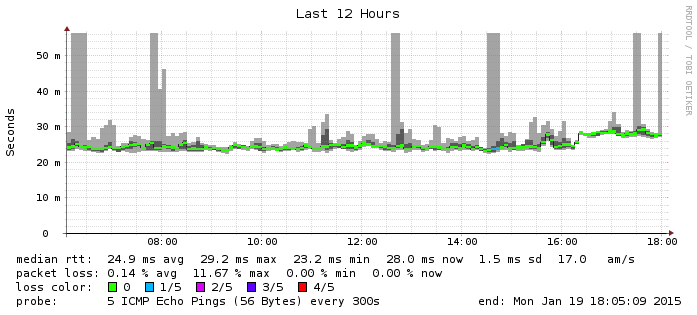 Last 12 Hours
RRDTOOL / TOBI OETIKER
Seconds
50 m
40 m
30 m
20 m
10 m
0
08:00 10:00 12:00 14:00 16:00 18:00
median rtt: 24.9 ms avg 29.2 ms max 23.2 ms min 28.0 ms now 1.5 ms sd 17.0 am/s
packet loss: 0.14 % avg 11.67 % max 0.00 % min 0.00 % now
loss color: 0 1/5 2/5 3/5 4/5
probe: 5 ICMP Echo Pings (56 Bytes) every 300s end: Mon Jan 19 18:05:09 2015